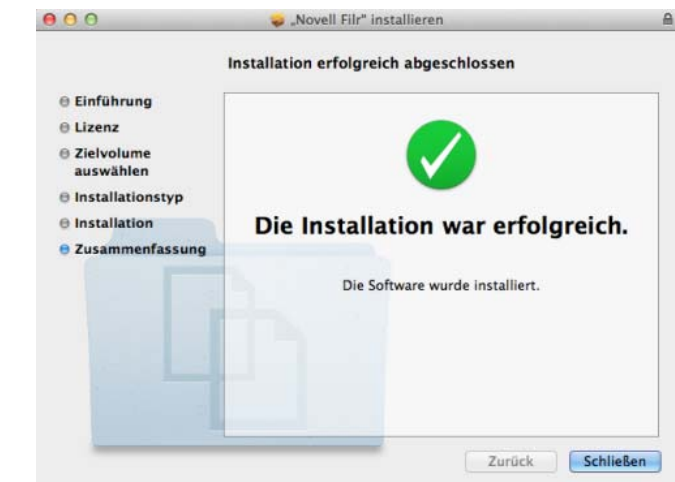 „Novell Filr" installieren
Installation erfolgreich abgeschlossen
Einführung
Lizenz
Zielvolume
auswählen
Installationstyp
Installation
Zusammenfassung
Die Installation war erfolgreich.
Die Software wurde installiert.
Zurück
Schließen